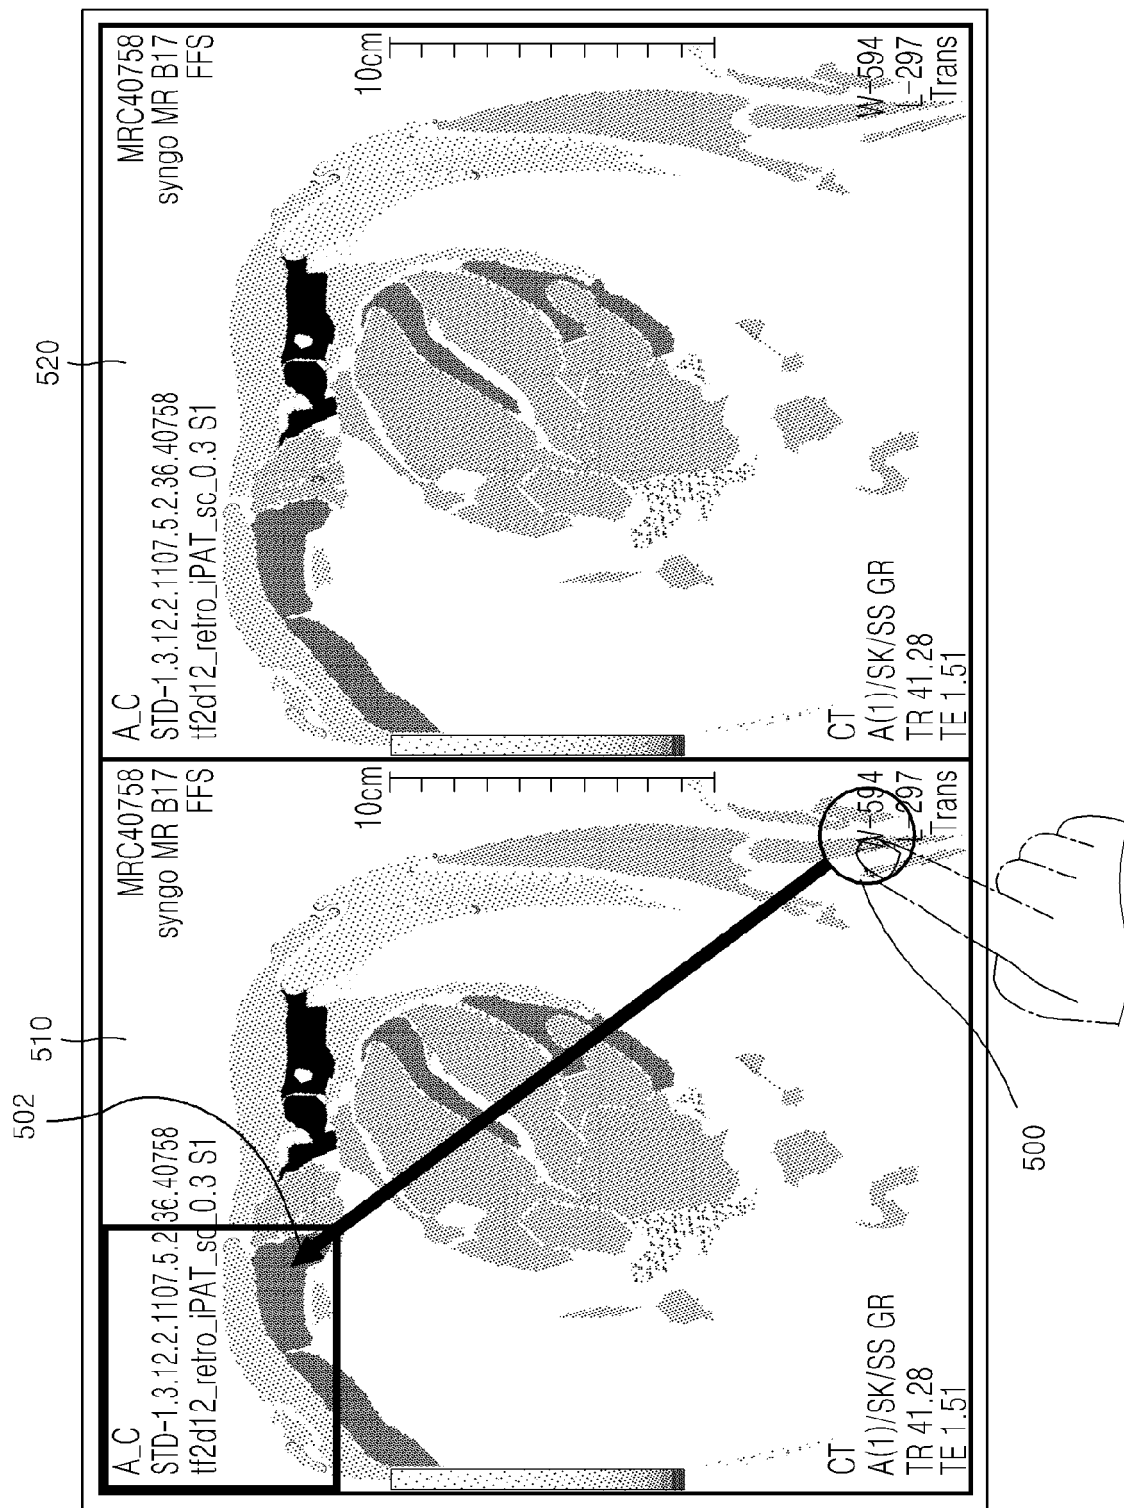 502
510
520
A_C
STD-1.3.12.2.1107.5.2.36.40758
tf2d12_retro_iPAT_sc_0.3 S1
MRC40758
syngo MR B17
FFS
10cm
CT
A(1)/SK/SS GR
TR 41.28
TE 1.51
W-594
L-297
Trans
A_C
STD-1.3.12.2.1107.5.2.36.40758
tf2d12_retro_iPAT_sc_0.3 S1
MRC40758
syngo MR B17
FFS
10cm
CT
A(1)/SK/SS GR
TR 41.28
TE 1.51
W-594
L-297
Trans
500